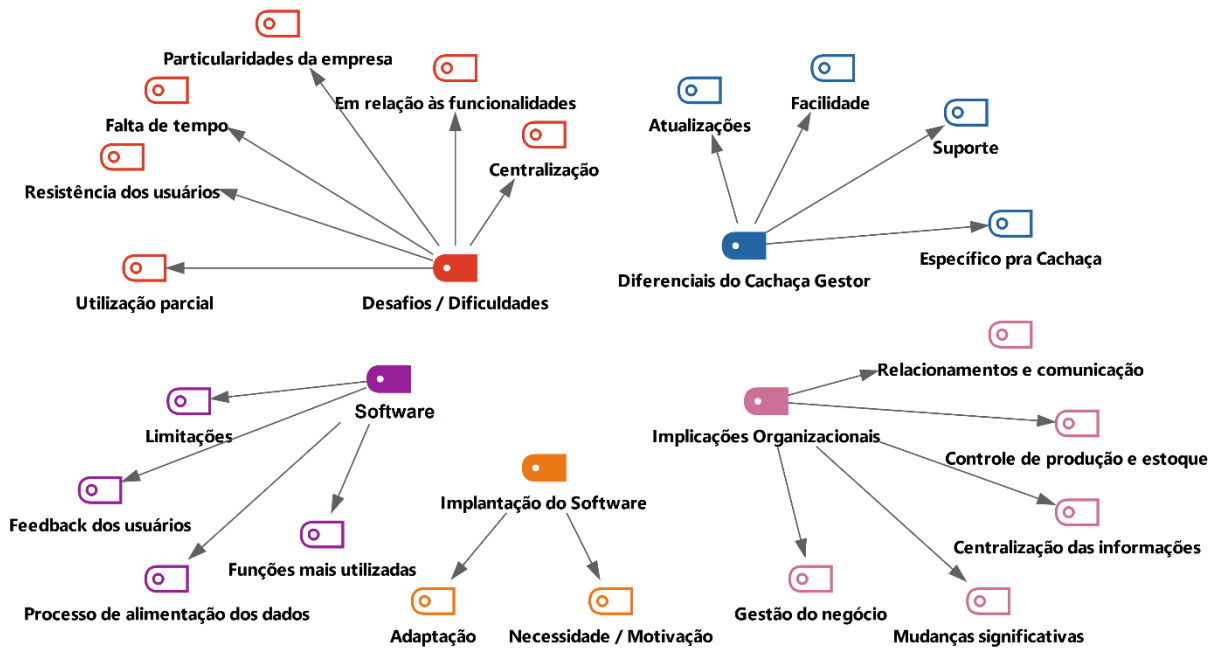 Particularidades da empresa
Em relação às funcionalidades
Falta de tempo
Centralização
Resistência dos usuários
Utilização parcial
Desafios / Dificuldades
Facilidade
Atualizações
Suporte
Específico pra Cachaça
Diferenciais do Cachaça Gestor
Software
Limitações
Feedback dos usuários
Funções mais utilizadas
Processo de alimentação dos dados
Implantação do Software
Adaptação
Necessidade / Motivação
Relacionamentos e comunicação
Implicações Organizacionais
Controle de produção e estoque
Centralização das informações
Gestão do negócio
Mudanças significativas